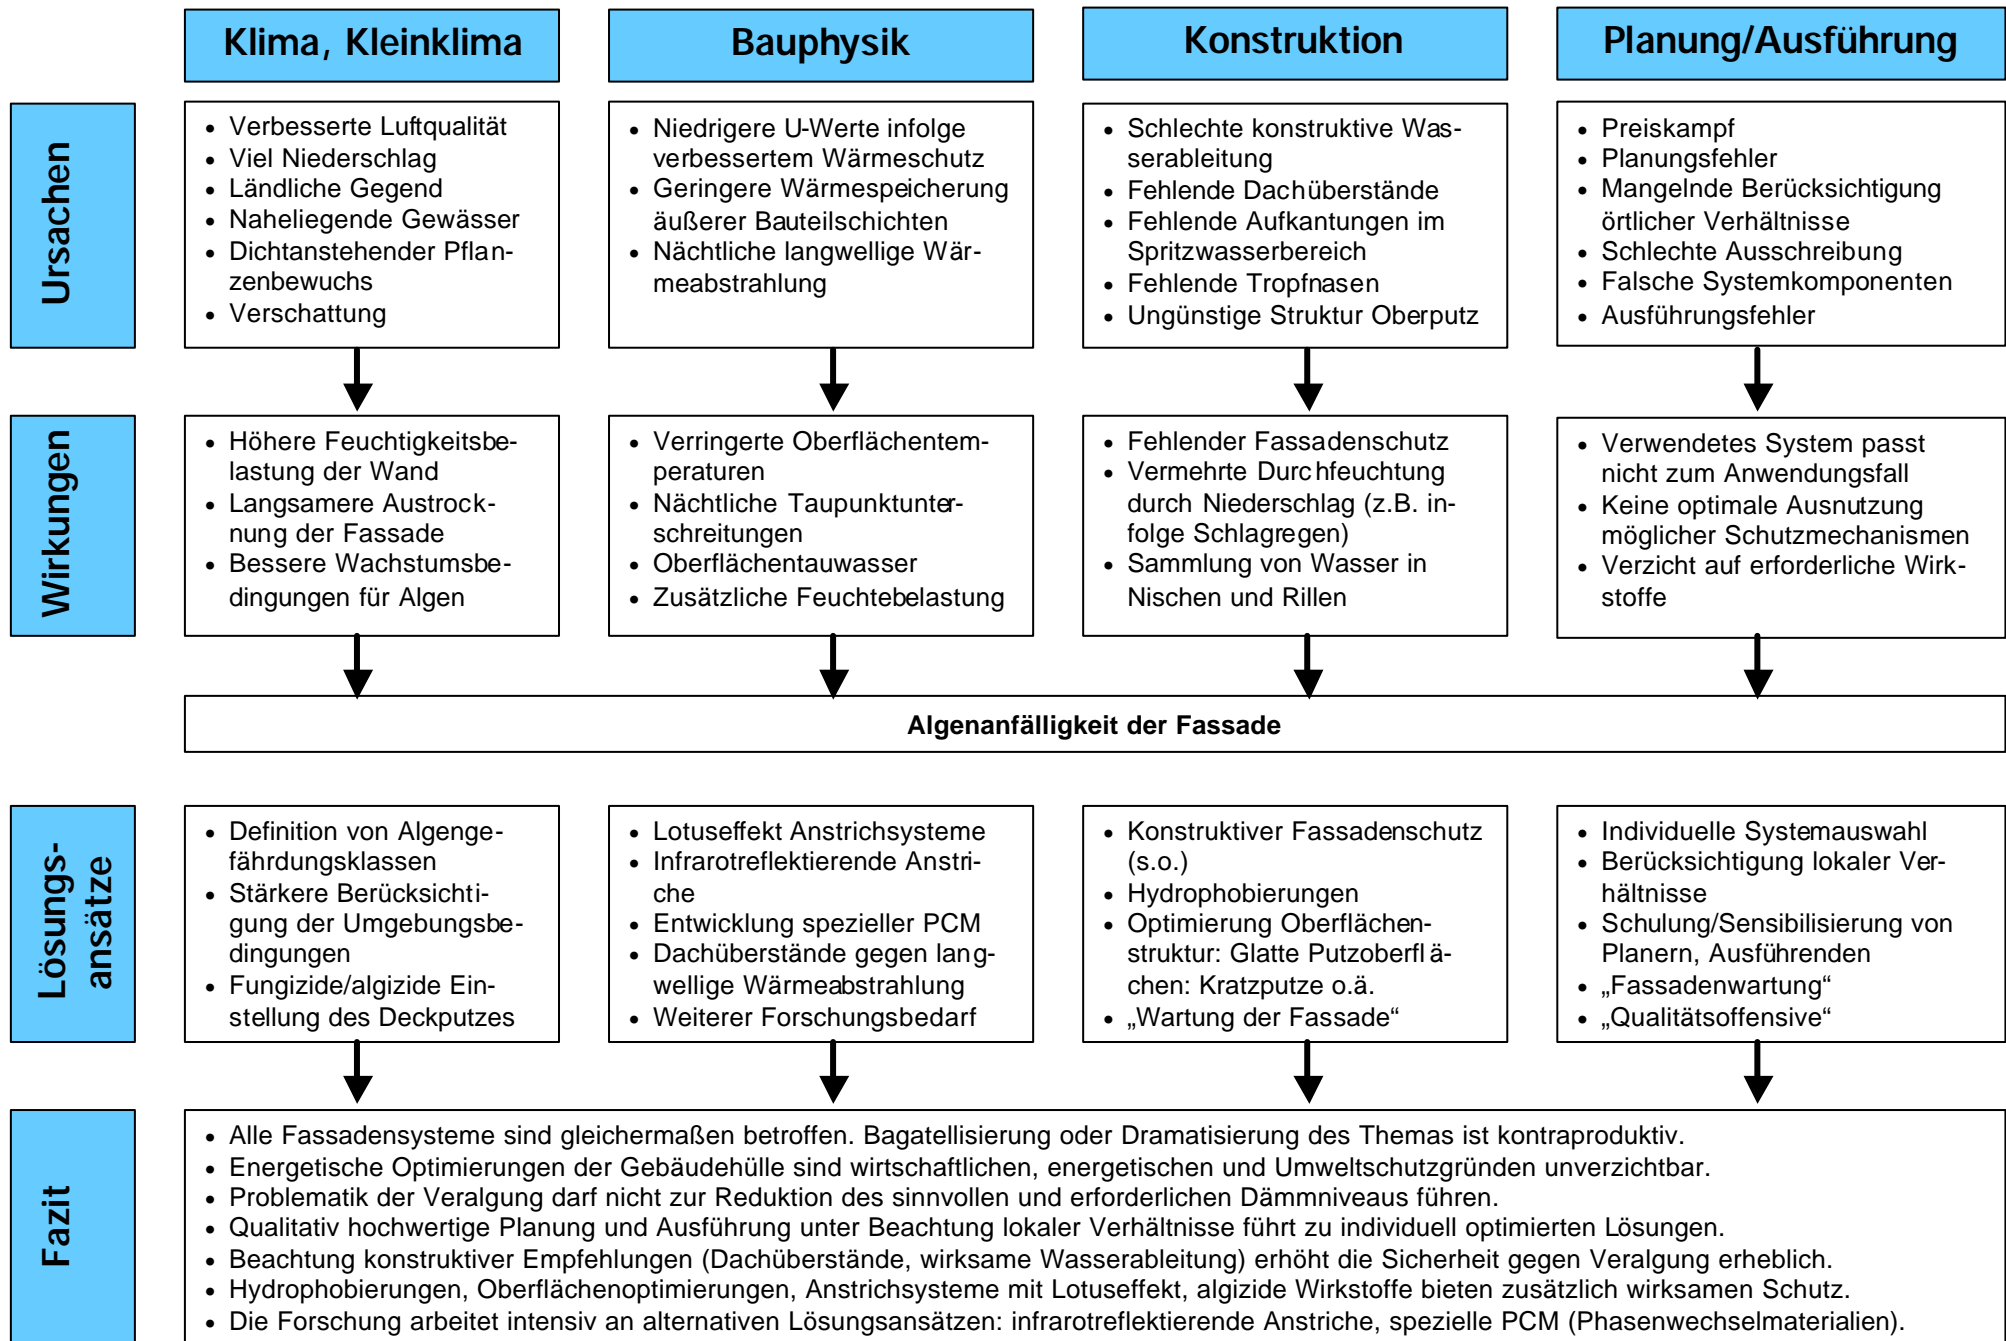 Klima, Kleinklima
Bauphysik
Konstruktion
Planung/Ausführung
Ursachen
• Verbesserte Luftqualität
• Viel Niederschlag
• Ländliche Gegend
• Naheliegende Gewässer
• Dichtanstehender Pflan-
zenbewuchs
• Verschattung
• Niedrigere U-Werte infolge
verbessertem Wärmeschutz
• Geringere Wärmespeicherung
äußerer Bauteilschichten
• Nächtliche langwellige Wär-
meabstrahlung
• Schlechte konstruktive Was-
serableitung
• Fehlende Dachüberstände
• Fehlende Aufkantungen im
Spritzwasserbereich
• Fehlende Tropfnasen
• Ungünstige Struktur Oberputz
• Preiskampf
• Planungsfehler
• Mangelnde Berücksichtigung
örtlicher Verhältnisse
• Schlechte Ausschreibung
• Falsche Systemkomponenten
• Ausführungsfehler
Wirkungen
• Höhere Feuchtigkeitsbe-
lastung der Wand
• Langsamere Austrock-
nung der Fassade
• Bessere Wachstumsbe-
dingungen für Algen
• Verringerte Oberflächentem-
peraturen
• Nächtliche Taupunktunter-
schreitungen
• Oberflächentauwasser
• Zusätzliche Feuchtebelastung
• Fehlender Fassadenschutz
• Vermehrte Durchfeuchtung
durch Niederschlag (z.B. in-
folge Schlagregen)
• Sammlung von Wasser in
Nischen und Rillen
• Verwendetes System passt
nicht zum Anwendungsfall
• Keine optimale Ausnutzung
möglicher Schutzmechanismen
• Verzicht auf erforderliche Wirk-
stoffe
Algenanfälligkeit der Fassade
Lösungs-
ansätze
• Definition von Algenge-
fährdungsklassen
• Stärkere Berücksichti-
gung der Umgebungsbe-
dingungen
• Fungizide/algizide Ein-
stellung des Deckputzes
• Lotuseffekt Anstrichsysteme
• Infrarotreflektierende Anstri-
che
• Entwicklung spezieller PCM
• Dachüberstände gegen lang-
wellige Wärmeabstrahlung
• Weiterer Forschungsbedarf
• Konstruktiver Fassadenschutz
(s.o.)
• Hydrophobierungen
• Optimierung Oberflächen-
struktur: Glatte Putzoberflä-
chen: Kratzputze o.ä.
• „Wartung der Fassade“
• Individuelle Systemauswahl
• Berücksichtigung lokaler Ver-
hältnisse
• Schulung/Sensibilisierung von
Planern, Ausführenden
• „Fassadenwartung“
• „Qualitätsoffensive“
Fazit
• Alle Fassadensysteme sind gleichermaßen betroffen. Bagatellisierung oder Dramatisierung des Themas ist kontraproduktiv.
• Energetische Optimierungen der Gebäudehülle sind wirtschaftlichen, energetischen und Umweltschutzgründen unverzichtbar.
• Problematik der Veralgung darf nicht zur Reduktion des sinnvollen und erforderlichen Dämmniveaus führen.
• Qualitativ hochwertige Planung und Ausführung unter Beachtung lokaler Verhältnisse führt zu individuell optimierten Lösungen.
• Beachtung konstruktiver Empfehlungen (Dachüberstände, wirksame Wasserableitung) erhöht die Sicherheit gegen Veralgung erheblich.
• Hydrophobierungen, Oberflächenoptimierungen, Anstrichsysteme mit Lotuseffekt, algizide Wirkstoffe bieten zusätzlich wirksamen Schutz.
• Die Forschung arbeitet intensiv an alternativen Lösungsansätzen: infrarotreflektierende Anstriche, spezielle PCM (Phasenwechselmaterialien).